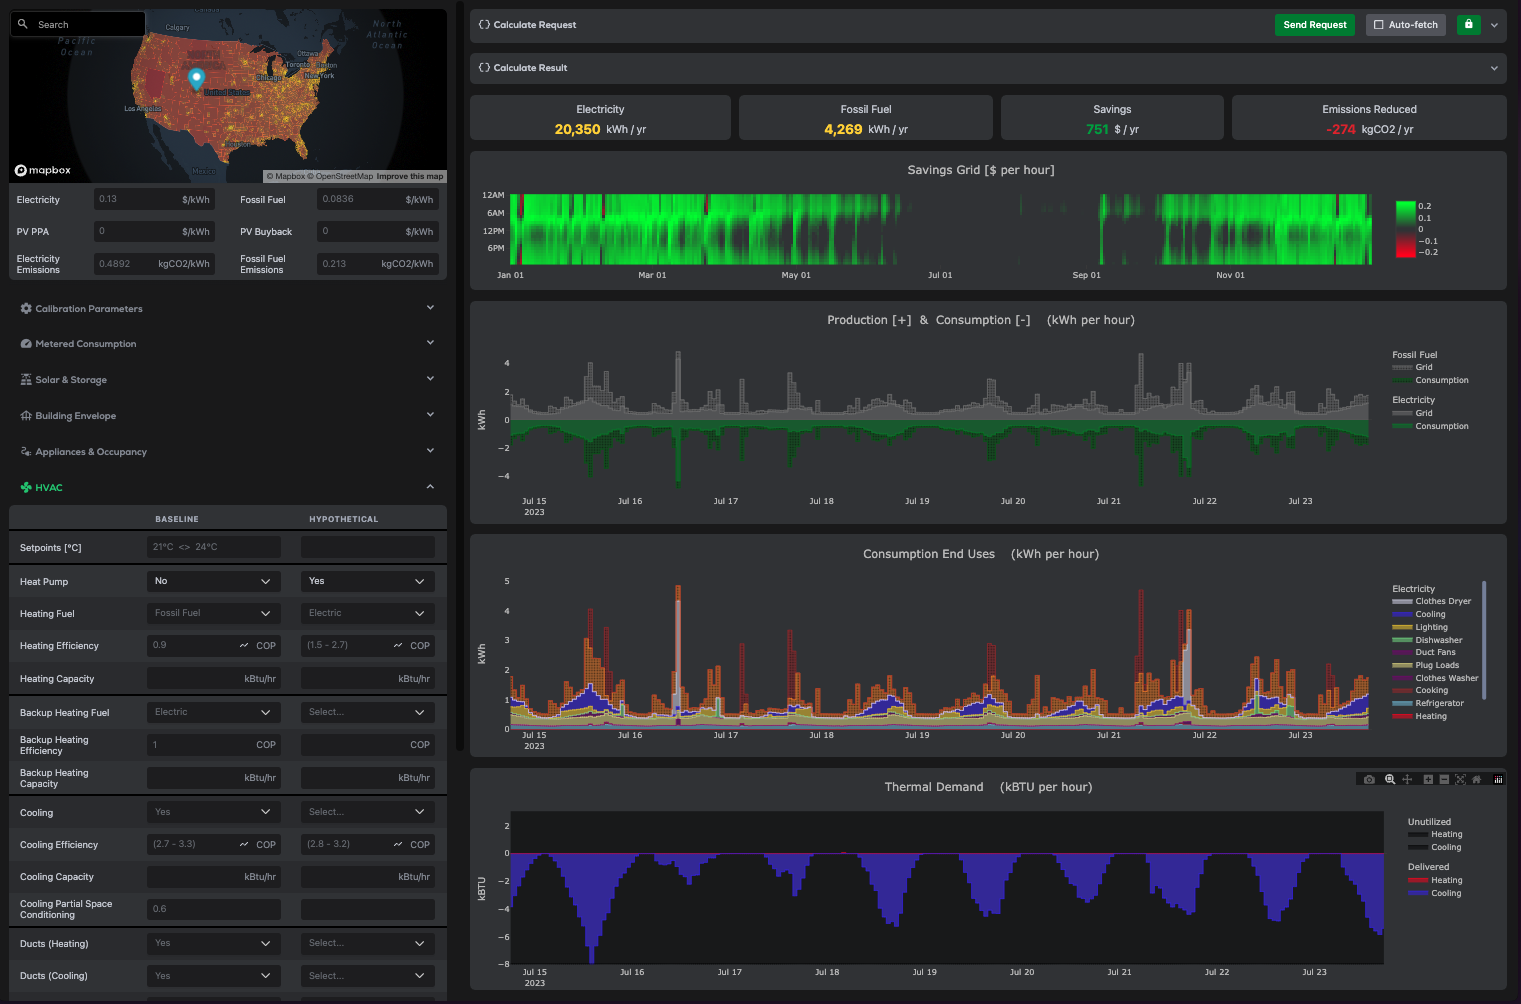 Search
Calgary
North
Atlantic
Ocean
Pacific
Ocean
Ottawa
Toronto
Boston
Chicago
New York
United States
Los Angeles
Houston
Mexico
mapbox
© Mapbox © OpenStreetMap Improve this map
Electricity 0.13 $/kWh Fossil Fuel 0.0836 $/kWh
PV PPA 0 $/kWh PV Buyback 0 $/kWh
Electricity Emissions 0.4892 kgCO2/kWh Fossil Fuel Emissions 0.213 kgCO2/kWh
Calibration Parameters
Metered Consumption
Solar & Storage
Building Envelope
Appliances & Occupancy
HVAC
BASELINE HYPOTHETICAL
Setpoints [°C] 21°C <> 24°C
Heat Pump No Yes
Heating Fuel Fossil Fuel Electric
Heating Efficiency 0.9 COP (1.5 - 2.7) COP
Heating Capacity kBtu/hr kBtu/hr
Backup Heating Fuel Electric Select...
Backup Heating
Efficiency 1 COP COP
Backup Heating
Capacity kBtu/hr kBtu/hr
Cooling Yes Select...
Cooling Efficiency (2.7 - 3.3) COP (2.8 - 3.2) COP
Cooling Capacity kBtu/hr kBtu/hr
Cooling Partial Space
Conditioning 0.6
Ducts (Heating) Yes Select...
Ducts (Cooling) Yes Select...
{} Calculate Request Send Request Auto-fetch
{} Calculate Result
Electricity
20,350 kWh / yr
Fossil Fuel
4,269 kWh / yr
Savings
751 $ / yr
Emissions Reduced
-274 kgCO2 / yr
Savings Grid [$ per hour]
12AM
6AM
12PM
6PM
Jan 01 Mar 01 May 01 Jul 01 Sep 01 Nov 01
0.2
0.1
0
−0.1
−0.2
Production [+] & Consumption [-] (kWh per hour)
kWh
4
2
0
−2
−4
Jul 15 Jul 16 Jul 17 Jul 18 Jul 19 Jul 20 Jul 21 Jul 22 Jul 23
2023
Fossil Fuel
Grid
Consumption
Electricity
Grid
Consumption
Consumption End Uses (kWh per hour)
kWh
5
4
3
2
1
0
Jul 15 Jul 16 Jul 17 Jul 18 Jul 19 Jul 20 Jul 21 Jul 22 Jul 23
2023
Electricity
Clothes Dryer
Cooling
Lighting
Dishwasher
Duct Fans
Plug Loads
Clothes Washer
Cooking
Refrigerator
Heating
Thermal Demand (kBTU per hour)
kBTU
2
0
−2
−4
−6
−8
Jul 15 Jul 16 Jul 17 Jul 18 Jul 19 Jul 20 Jul 21 Jul 22 Jul 23
2023
Unutilized
Heating
Cooling
Delivered
Heating
Cooling